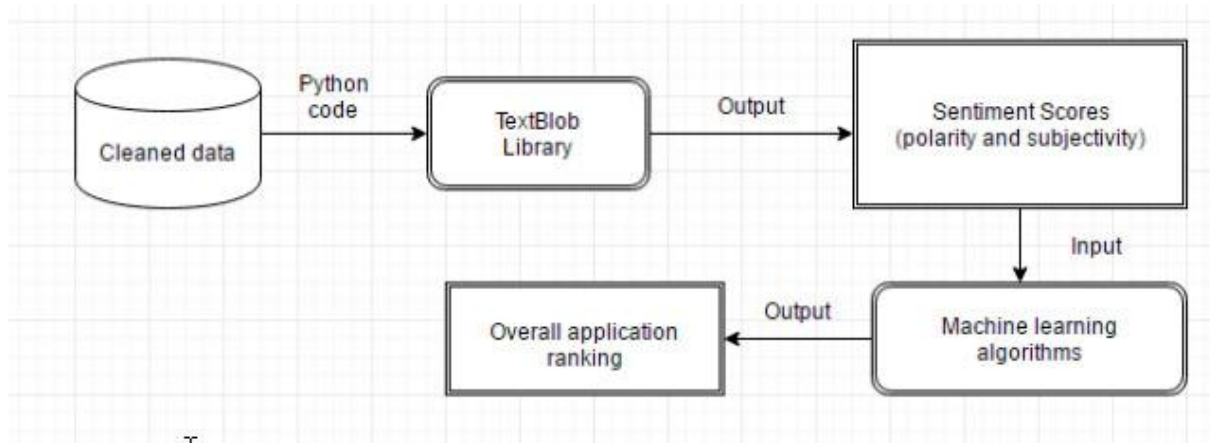 Cleaned data
Python
code
TextBlob
Library
Output
Sentiment Scores
(polarity and subjectivity)
Input
Machine learning
algorithms
Output
Overall application
ranking